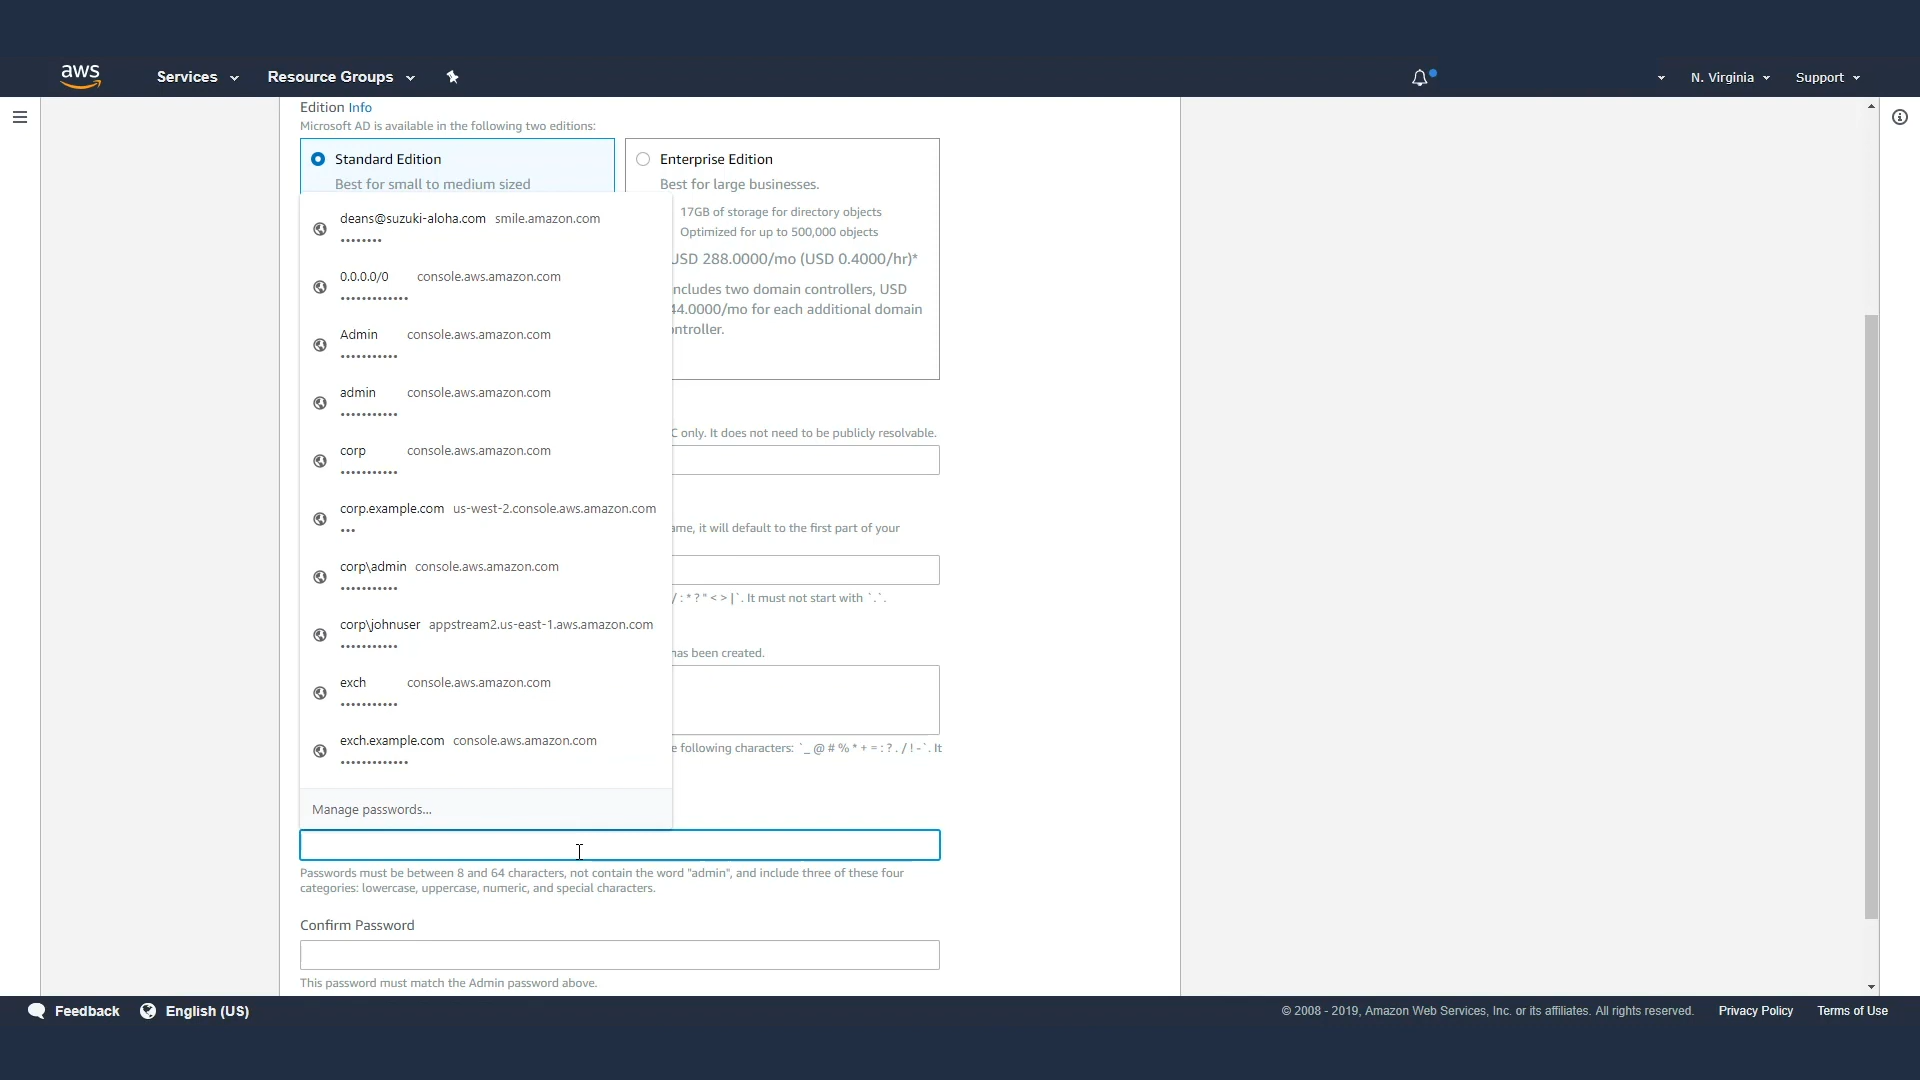 aws
Services
Resource Groups
N. Virginia
Support
Edition Info
Microsoft AD is available in the following two editions:
Standard Edition
Best for small to medium sized
Enterprise Edition
Best for large businesses.
17GB of storage for directory objects
Optimized for up to 500,000 objects
USD 288.0000/mo (USD 0.4000/hr)*
ncludes two domain controllers, USD
44.0000/mo for each additional domain
ntroller.
deans@suzuki-aloha.com smile.amazon.com
••••••••
0.0.0.0/0 console.aws.amazon.com
•••••••••••••
Admin console.aws.amazon.com
•••••••••••
admin console.aws.amazon.com
•••••••••••
corp console.aws.amazon.com
•••••••••••
corp.example.com us-west-2.console.aws.amazon.com
•••
corp\admin console.aws.amazon.com
•••••••••••
corp\johnuser appstream2.us-east-1.aws.amazon.com
•••••••••••
exch console.aws.amazon.com
•••••••••••
exch.example.com console.aws.amazon.com
•••••••••••••
Manage passwords...
C only. It does not need to be publicly resolvable.
ame, it will default to the first part of your
/ : * ? " < > |`. It must not start with `.`.
has been created.
e following characters: `_ @ # % * + = : ? . / ! -`. It
Passwords must be between 8 and 64 characters, not contain the word "admin", and include three of these four
categories: lowercase, uppercase, numeric, and special characters.
Confirm Password
This password must match the Admin password above.
Feedback
English (US)
© 2008 - 2019, Amazon Web Services, Inc. or its affiliates. All rights reserved.
Privacy Policy
Terms of Use